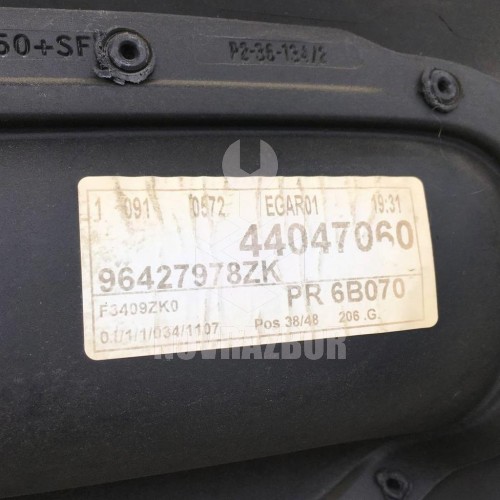 50+SF
P2-36-134/2
1 091 0572 EGAR01 19:31
44047060
96427978ZK
F3409ZK0 PR 6B070
0.1/1/1/034/1107 Pos 38/48 206 .G.
NOVRAZBOR